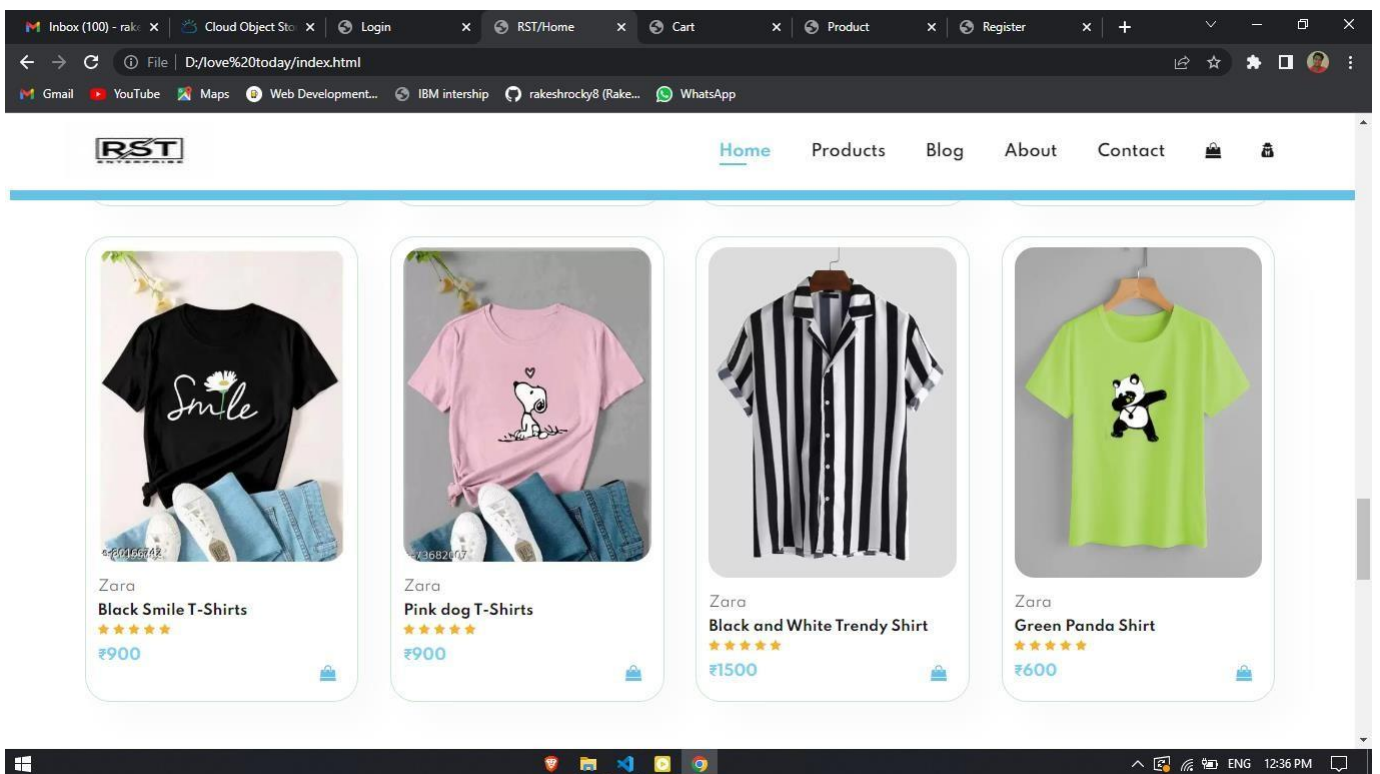 Inbox (100) - rake
Cloud Object Sto
Login
RST/Home
Cart
Product
Register
File
D:/love%20today/index.html
Gmail
YouTube
Maps
Web Development...
IBM intership
rakeshrocky8 (Rake...
WhatsApp
RST
ENTERPRISE
Home
Products
Blog
About
Contact
Smile
Zara
Black Smile T-Shirts
₹900
Zara
Pink dog T-Shirts
₹900
Zara
Black and White Trendy Shirt
₹1500
Zara
Green Panda Shirt
₹600
ENG
12:36 PM